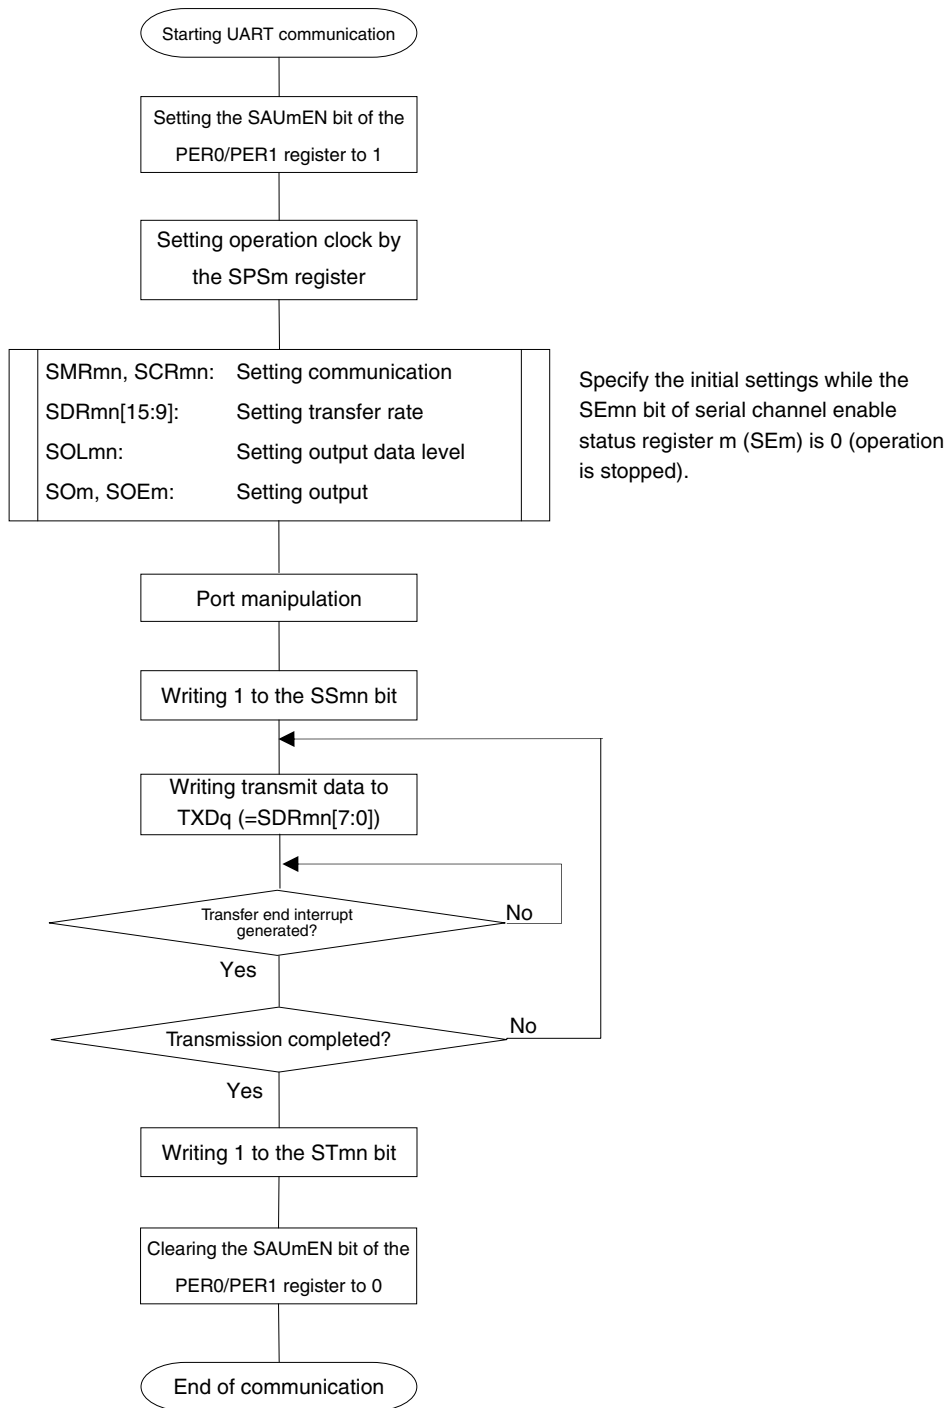 Starting UART communication
Setting the SAUmEN bit of the
PER0/PER1 register to 1
Setting operation clock by
the SPSm register
SMRmn, SCRmn: Setting communication
SDRmn[15:9]: Setting transfer rate
SOLmn: Setting output data level
SOm, SOEm: Setting output
Specify the initial settings while the
SEmn bit of serial channel enable
status register m (SEm) is 0 (operation
is stopped).
Port manipulation
Writing 1 to the SSmn bit
Writing transmit data to
TXDq (=SDRmn[7:0])
Transfer end interrupt
generated?
No
Yes
Transmission completed?
No
Yes
Writing 1 to the STmn bit
Clearing the SAUmEN bit of the
PER0/PER1 register to 0
End of communication